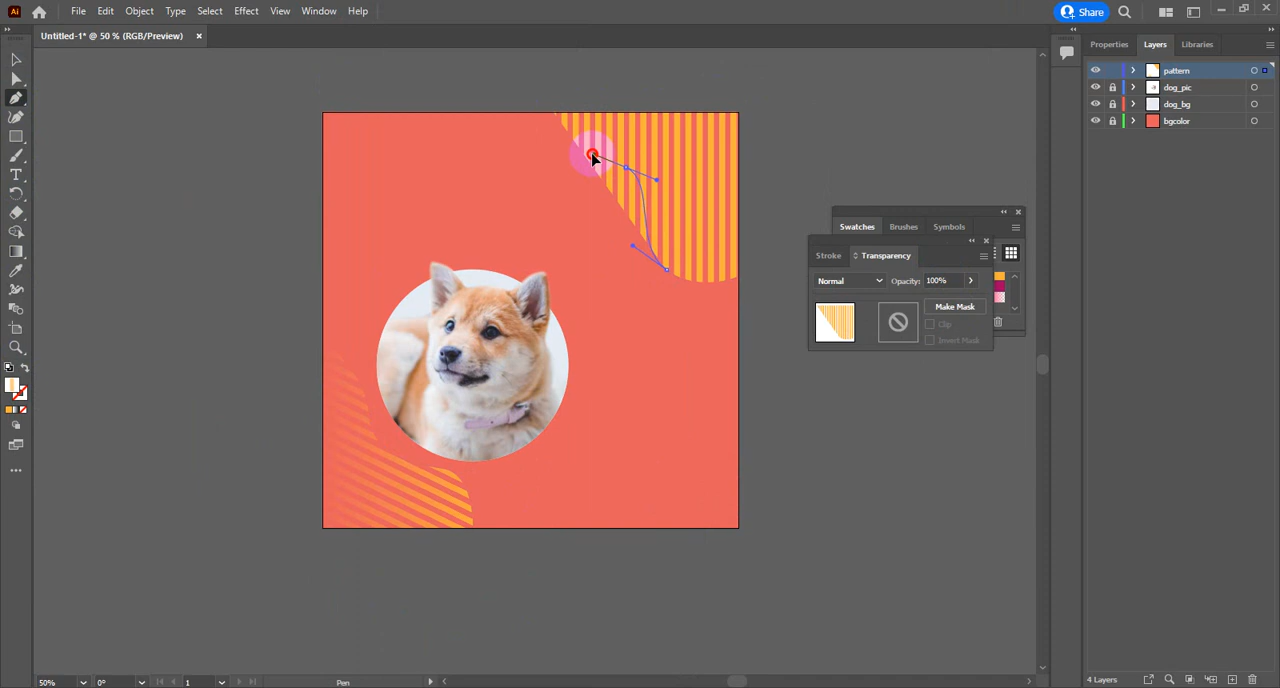 Ai File Edit Object Type Select Effect View Window Help Share
Untitled-1* @ 50 % (RGB/Preview) ×
Properties Layers Libraries
pattern
dog_pic
dog_bg
bgcolor
Swatches Brushes Symbols
Stroke Transparency
Normal Opacity: 100%
Make Mask
Clip
Invert Mask
50% 0° 1 Pen
4 Layers